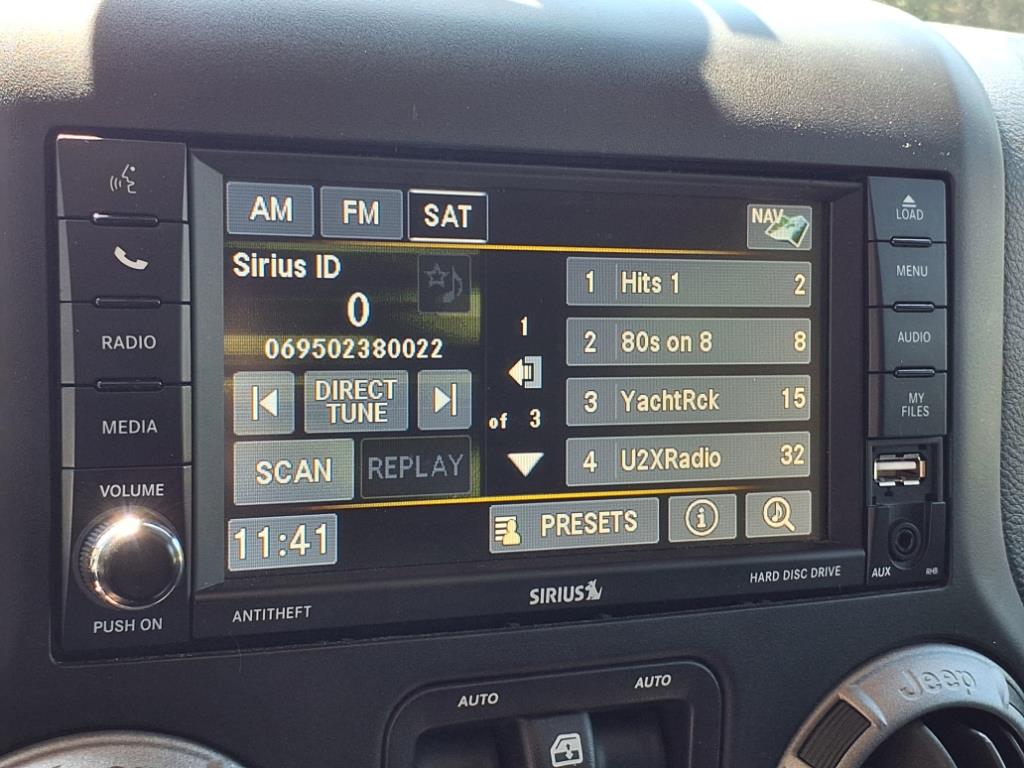 AM FM SAT NAV
Sirius ID
0
069502380022
DIRECT TUNE
SCAN REPLAY
11:41
1
of 3
1 Hits 1 2
2 80s on 8 8
3 YachtRck 15
4 U2XRadio 32
PRESETS i
RADIO
MEDIA
VOLUME
PUSH ON
LOAD
MENU
AUDIO
MY
FILES
AUX RHB
ANTITHEFT
SIRIUS
HARD DISC DRIVE
AUTO AUTO
Jeep